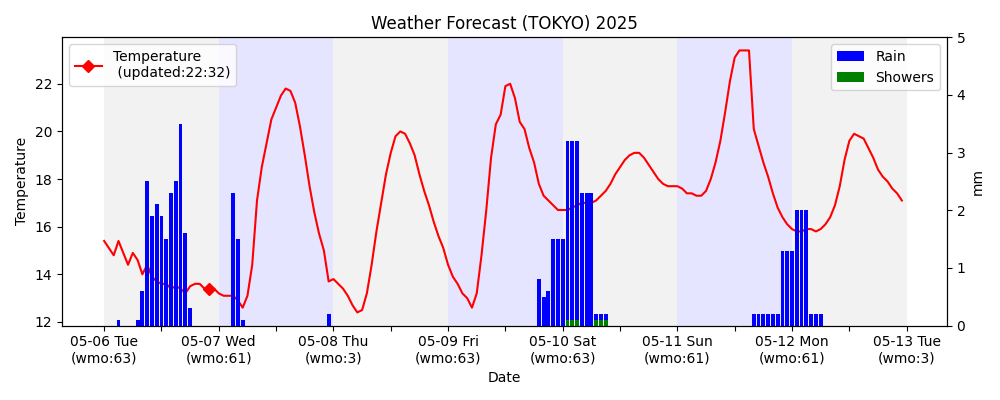 Weather Forecast (TOKYO) 2025
Temperature
(updated:22:32)
Rain
Showers
Temperature
22
20
18
16
14
12
5
4
3
2
1
0
mm
05-06 Tue
(wmo:63)
05-07 Wed
(wmo:61)
05-08 Thu
(wmo:3)
05-09 Fri
(wmo:63)
05-10 Sat
(wmo:63)
05-11 Sun
(wmo:61)
05-12 Mon
(wmo:61)
05-13 Tue
(wmo:3)
Date